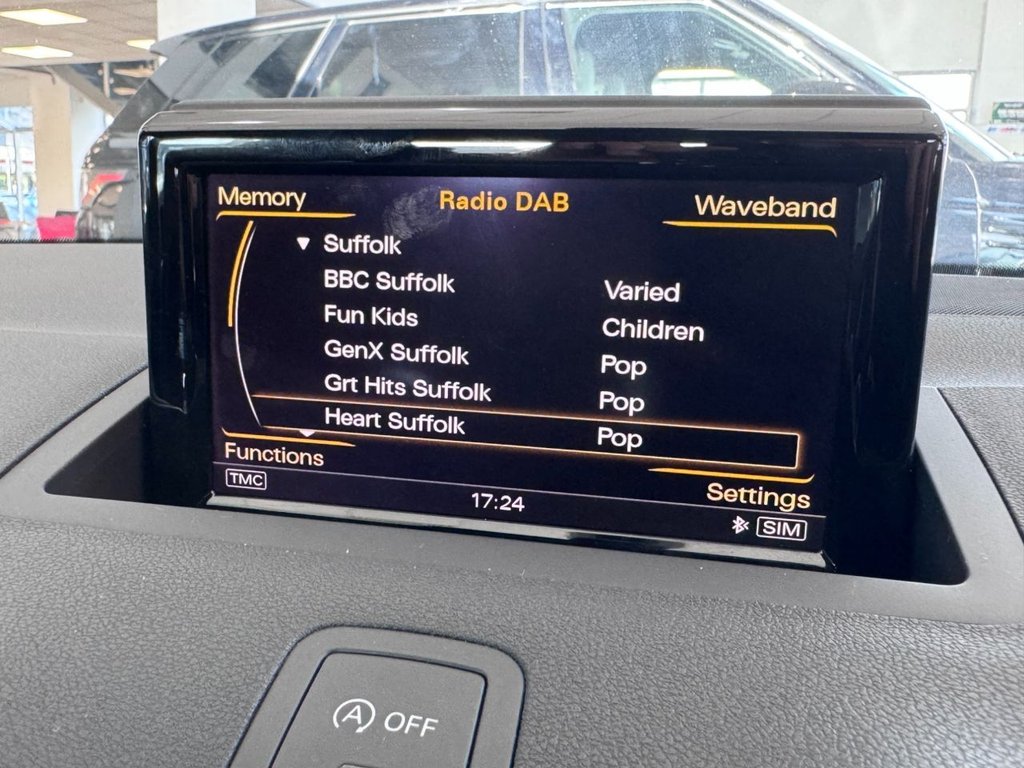 Memory Radio DAB Waveband
Suffolk
BBC Suffolk Varied
Fun Kids Children
GenX Suffolk Pop
Grt Hits Suffolk Pop
Heart Suffolk Pop
Functions Settings
TMC 17:24 SIM
A OFF